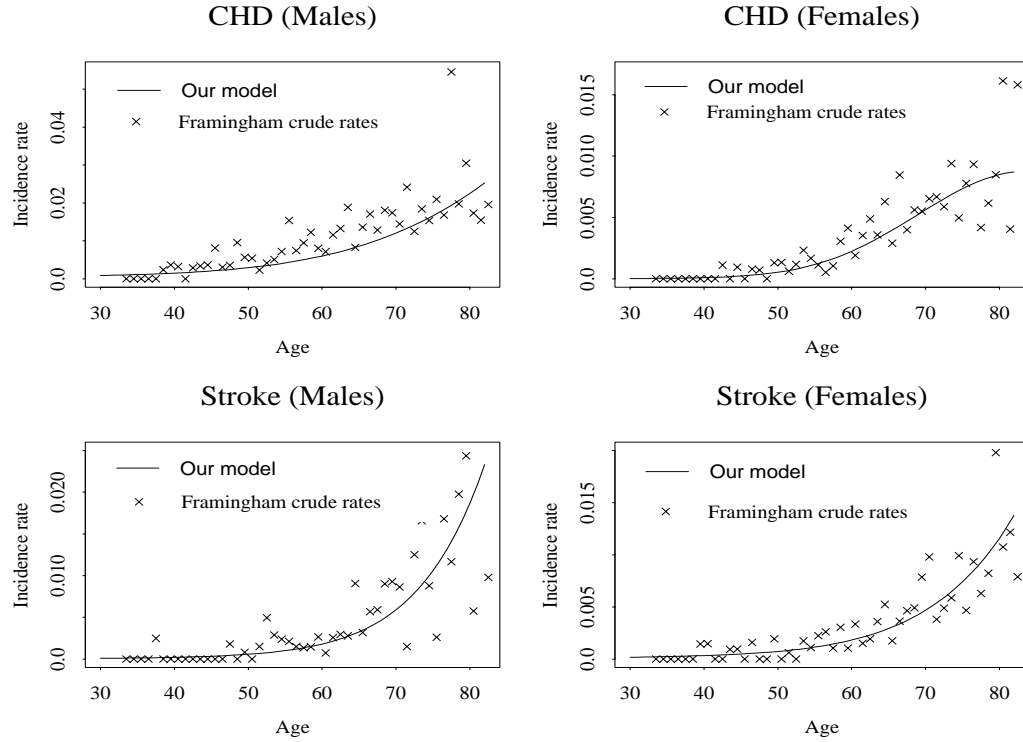 CHD (Males)
Our model
Framingham crude rates
Incidence rate
0.0
0.02
0.04
30 40 50 60 70 80
Age
CHD (Females)
Our model
Framingham crude rates
Incidence rate
0.0
0.005
0.010
0.015
30 40 50 60 70 80
Age
Stroke (Males)
Our model
Framingham crude rates
Incidence rate
0.0
0.010
0.020
30 40 50 60 70 80
Age
Stroke (Females)
Our model
Framingham crude rates
Incidence rate
0.0
0.005
0.015
30 40 50 60 70 80
Age